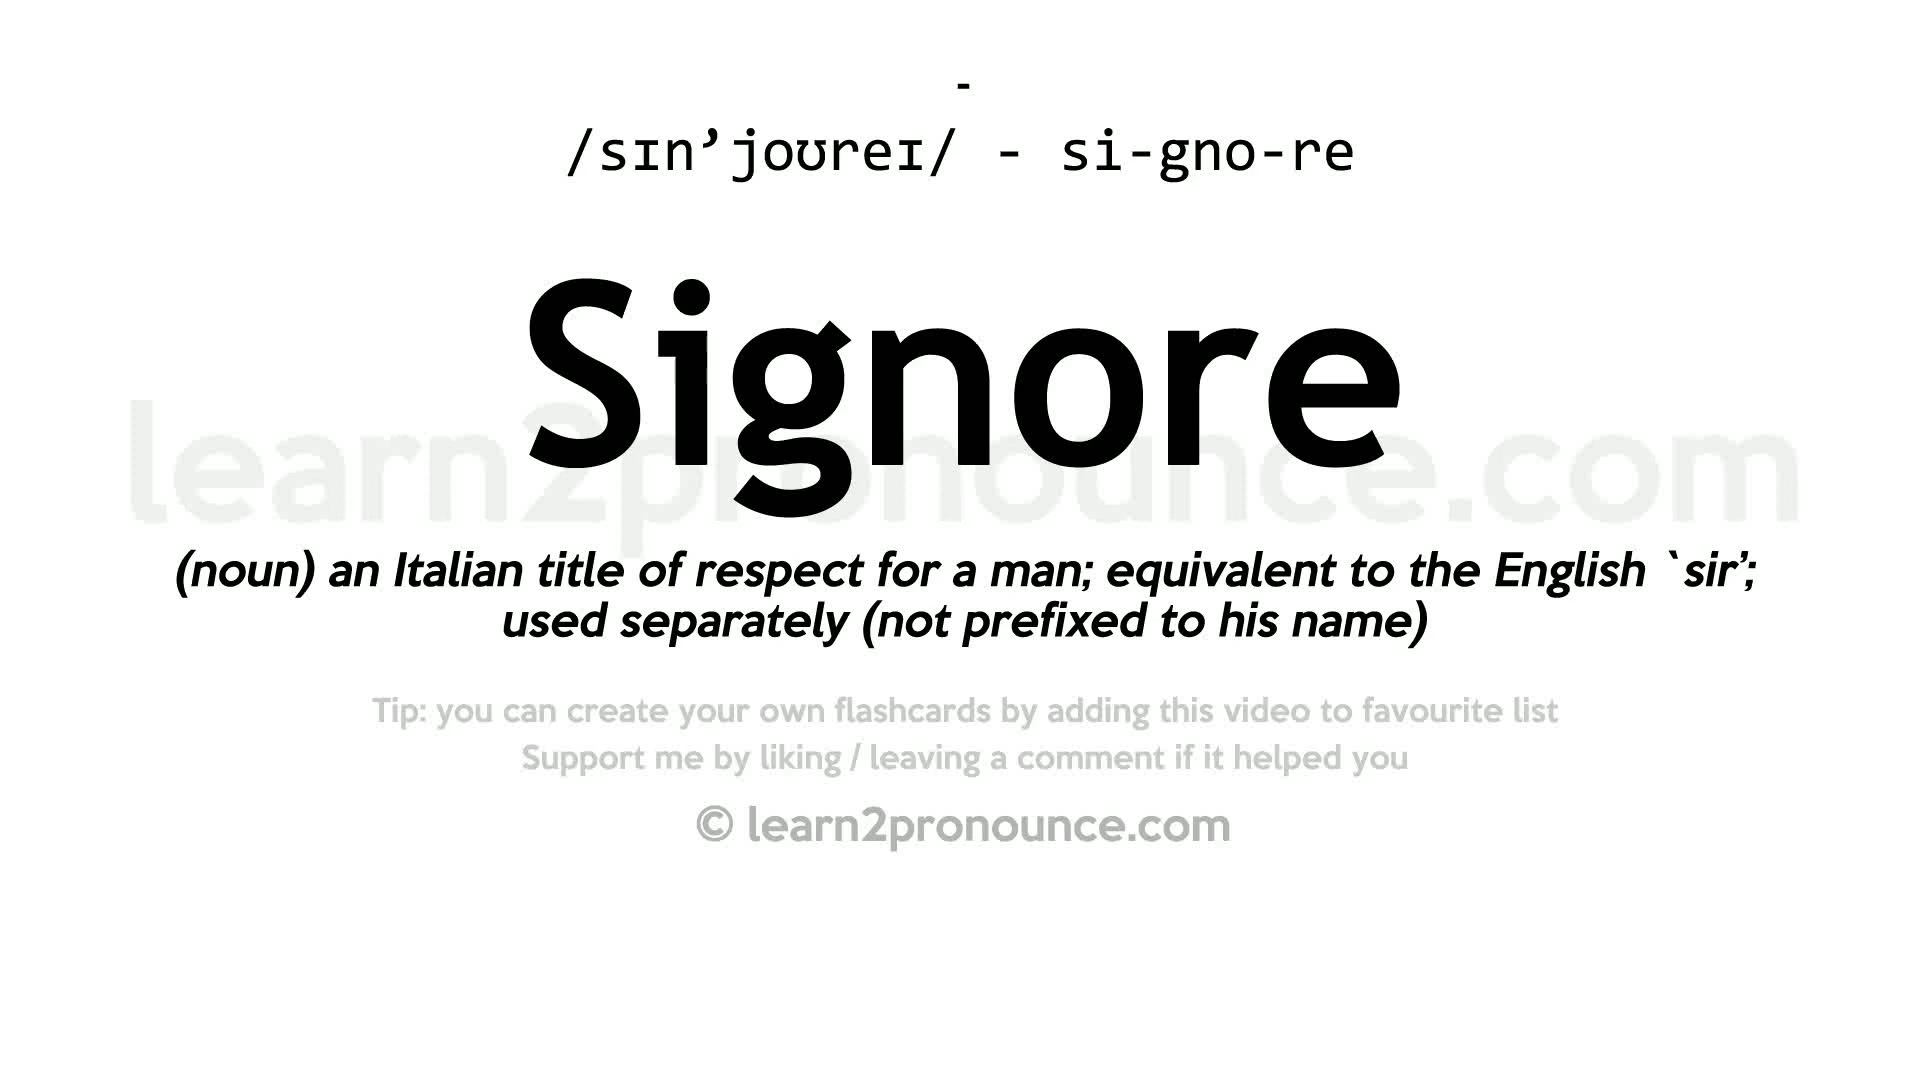 -
/sɪn’joʊreɪ/ - si-gno-re
Signore
learn2pronounce.com
(noun) an Italian title of respect for a man; equivalent to the English `sir’;
used separately (not prefixed to his name)
Tip: you can create your own flashcards by adding this video to favourite list
Support me by liking / leaving a comment if it helped you
© learn2pronounce.com